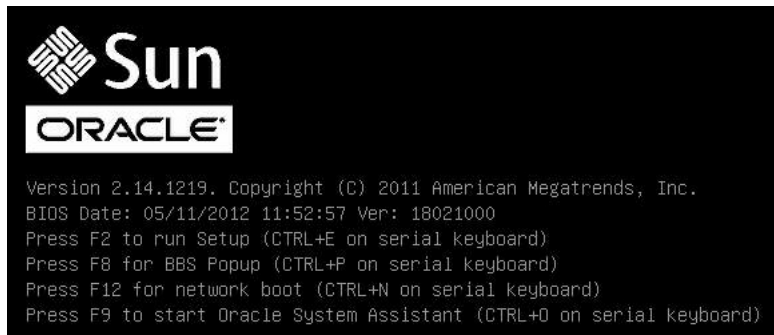 Sun
ORACLE
Version 2.14.1219. Copyright (C) 2011 American Megatrends, Inc.
BIOS Date: 05/11/2012 11:52:57 Ver: 18021000
Press F2 to run Setup (CTRL+E on serial keyboard)
Press F8 for BBS Popup (CTRL+P on serial keyboard)
Press F12 for network boot (CTRL+N on serial keyboard)
Press F9 to start Oracle System Assistant (CTRL+O on serial keyboard)